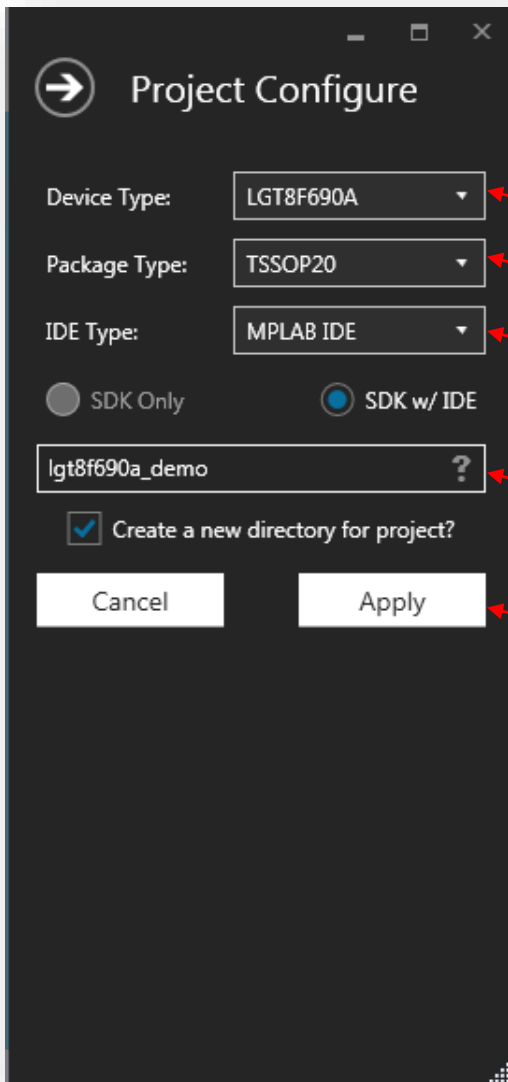 Project Configure
Device Type: LGT8F690A
Package Type: TSSOP20
IDE Type: MPLAB IDE
SDK Only SDK w/ IDE
lgt8f690a_demo ?
Create a new directory for project?
Cancel Apply